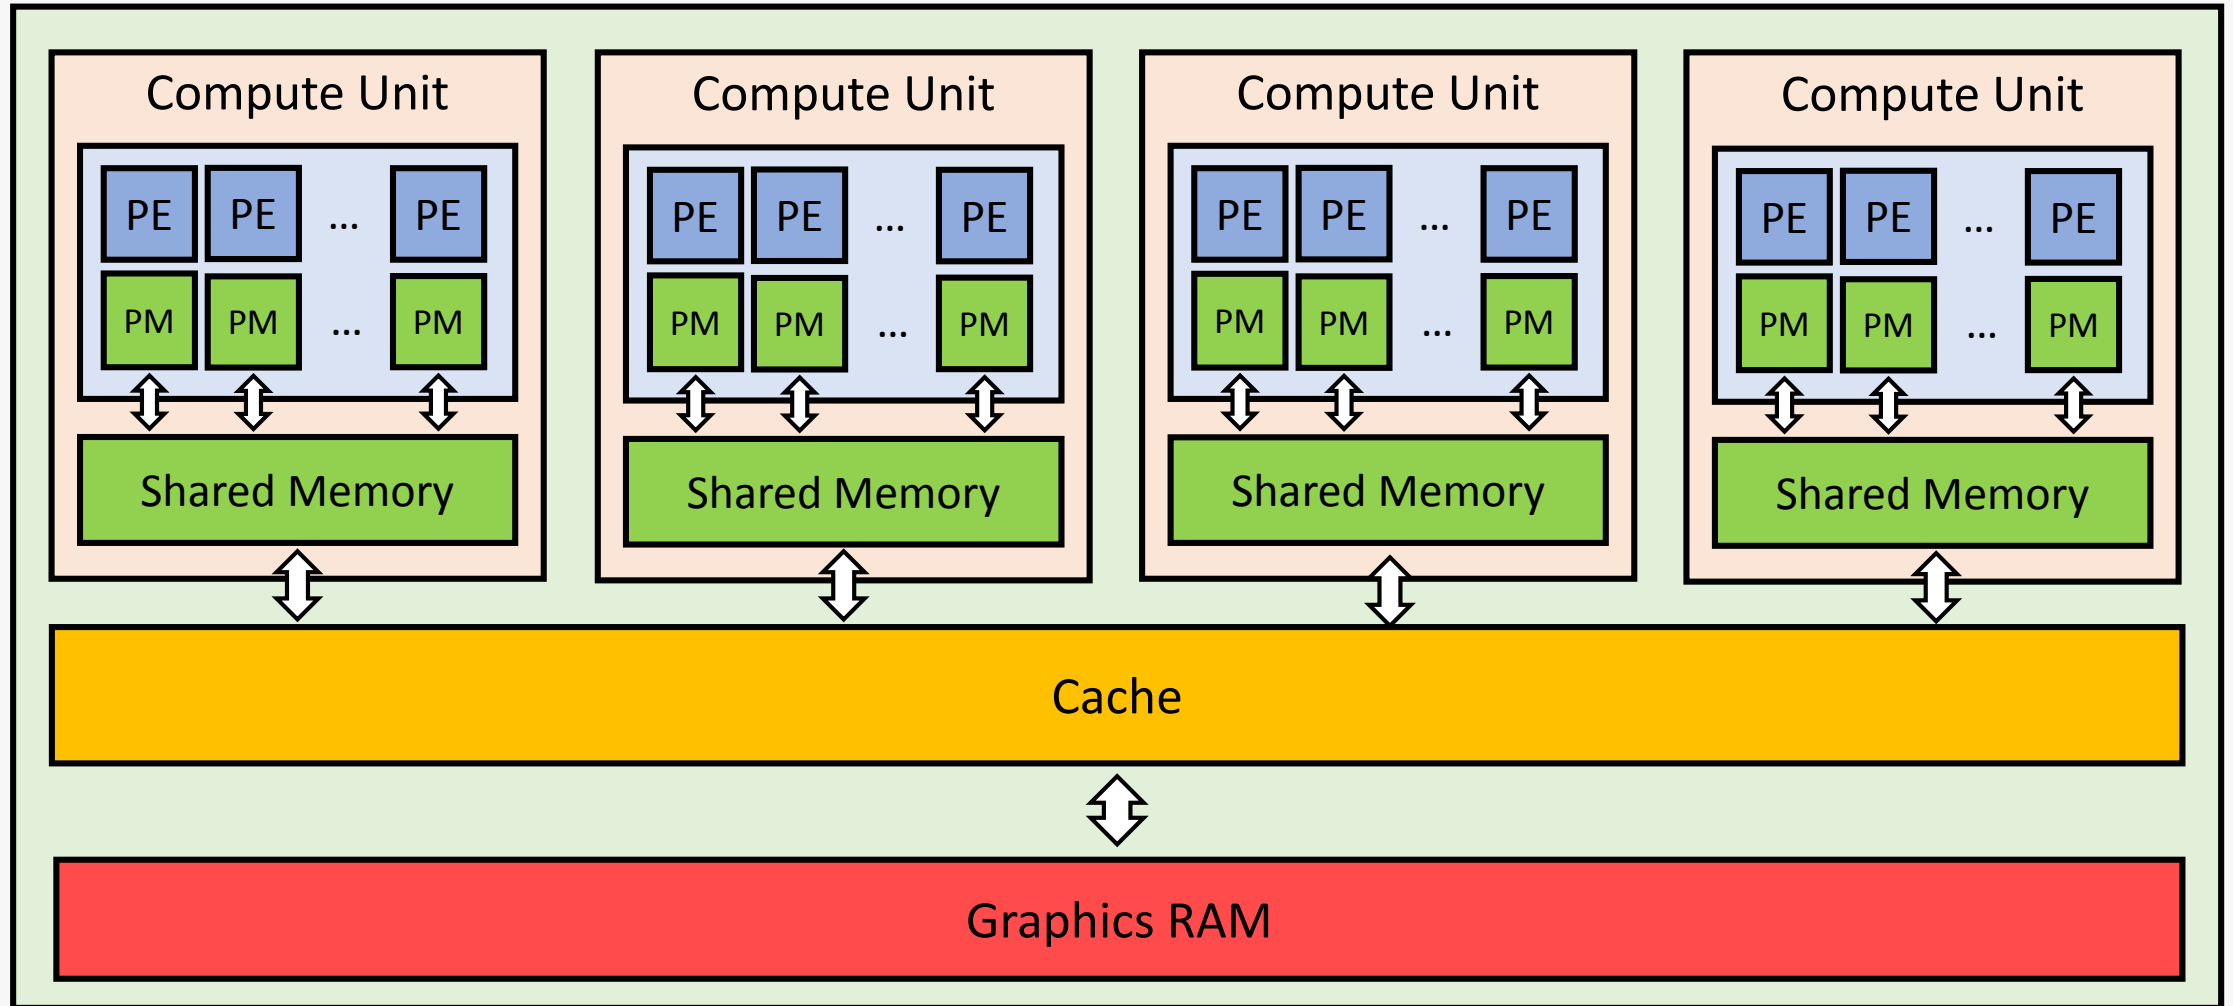 Compute Unit
PE PE ... PE
PM PM ... PM
Shared Memory
Compute Unit
PE PE ... PE
PM PM ... PM
Shared Memory
Compute Unit
PE PE ... PE
PM PM ... PM
Shared Memory
Compute Unit
PE PE ... PE
PM PM ... PM
Shared Memory
Cache
Graphics RAM